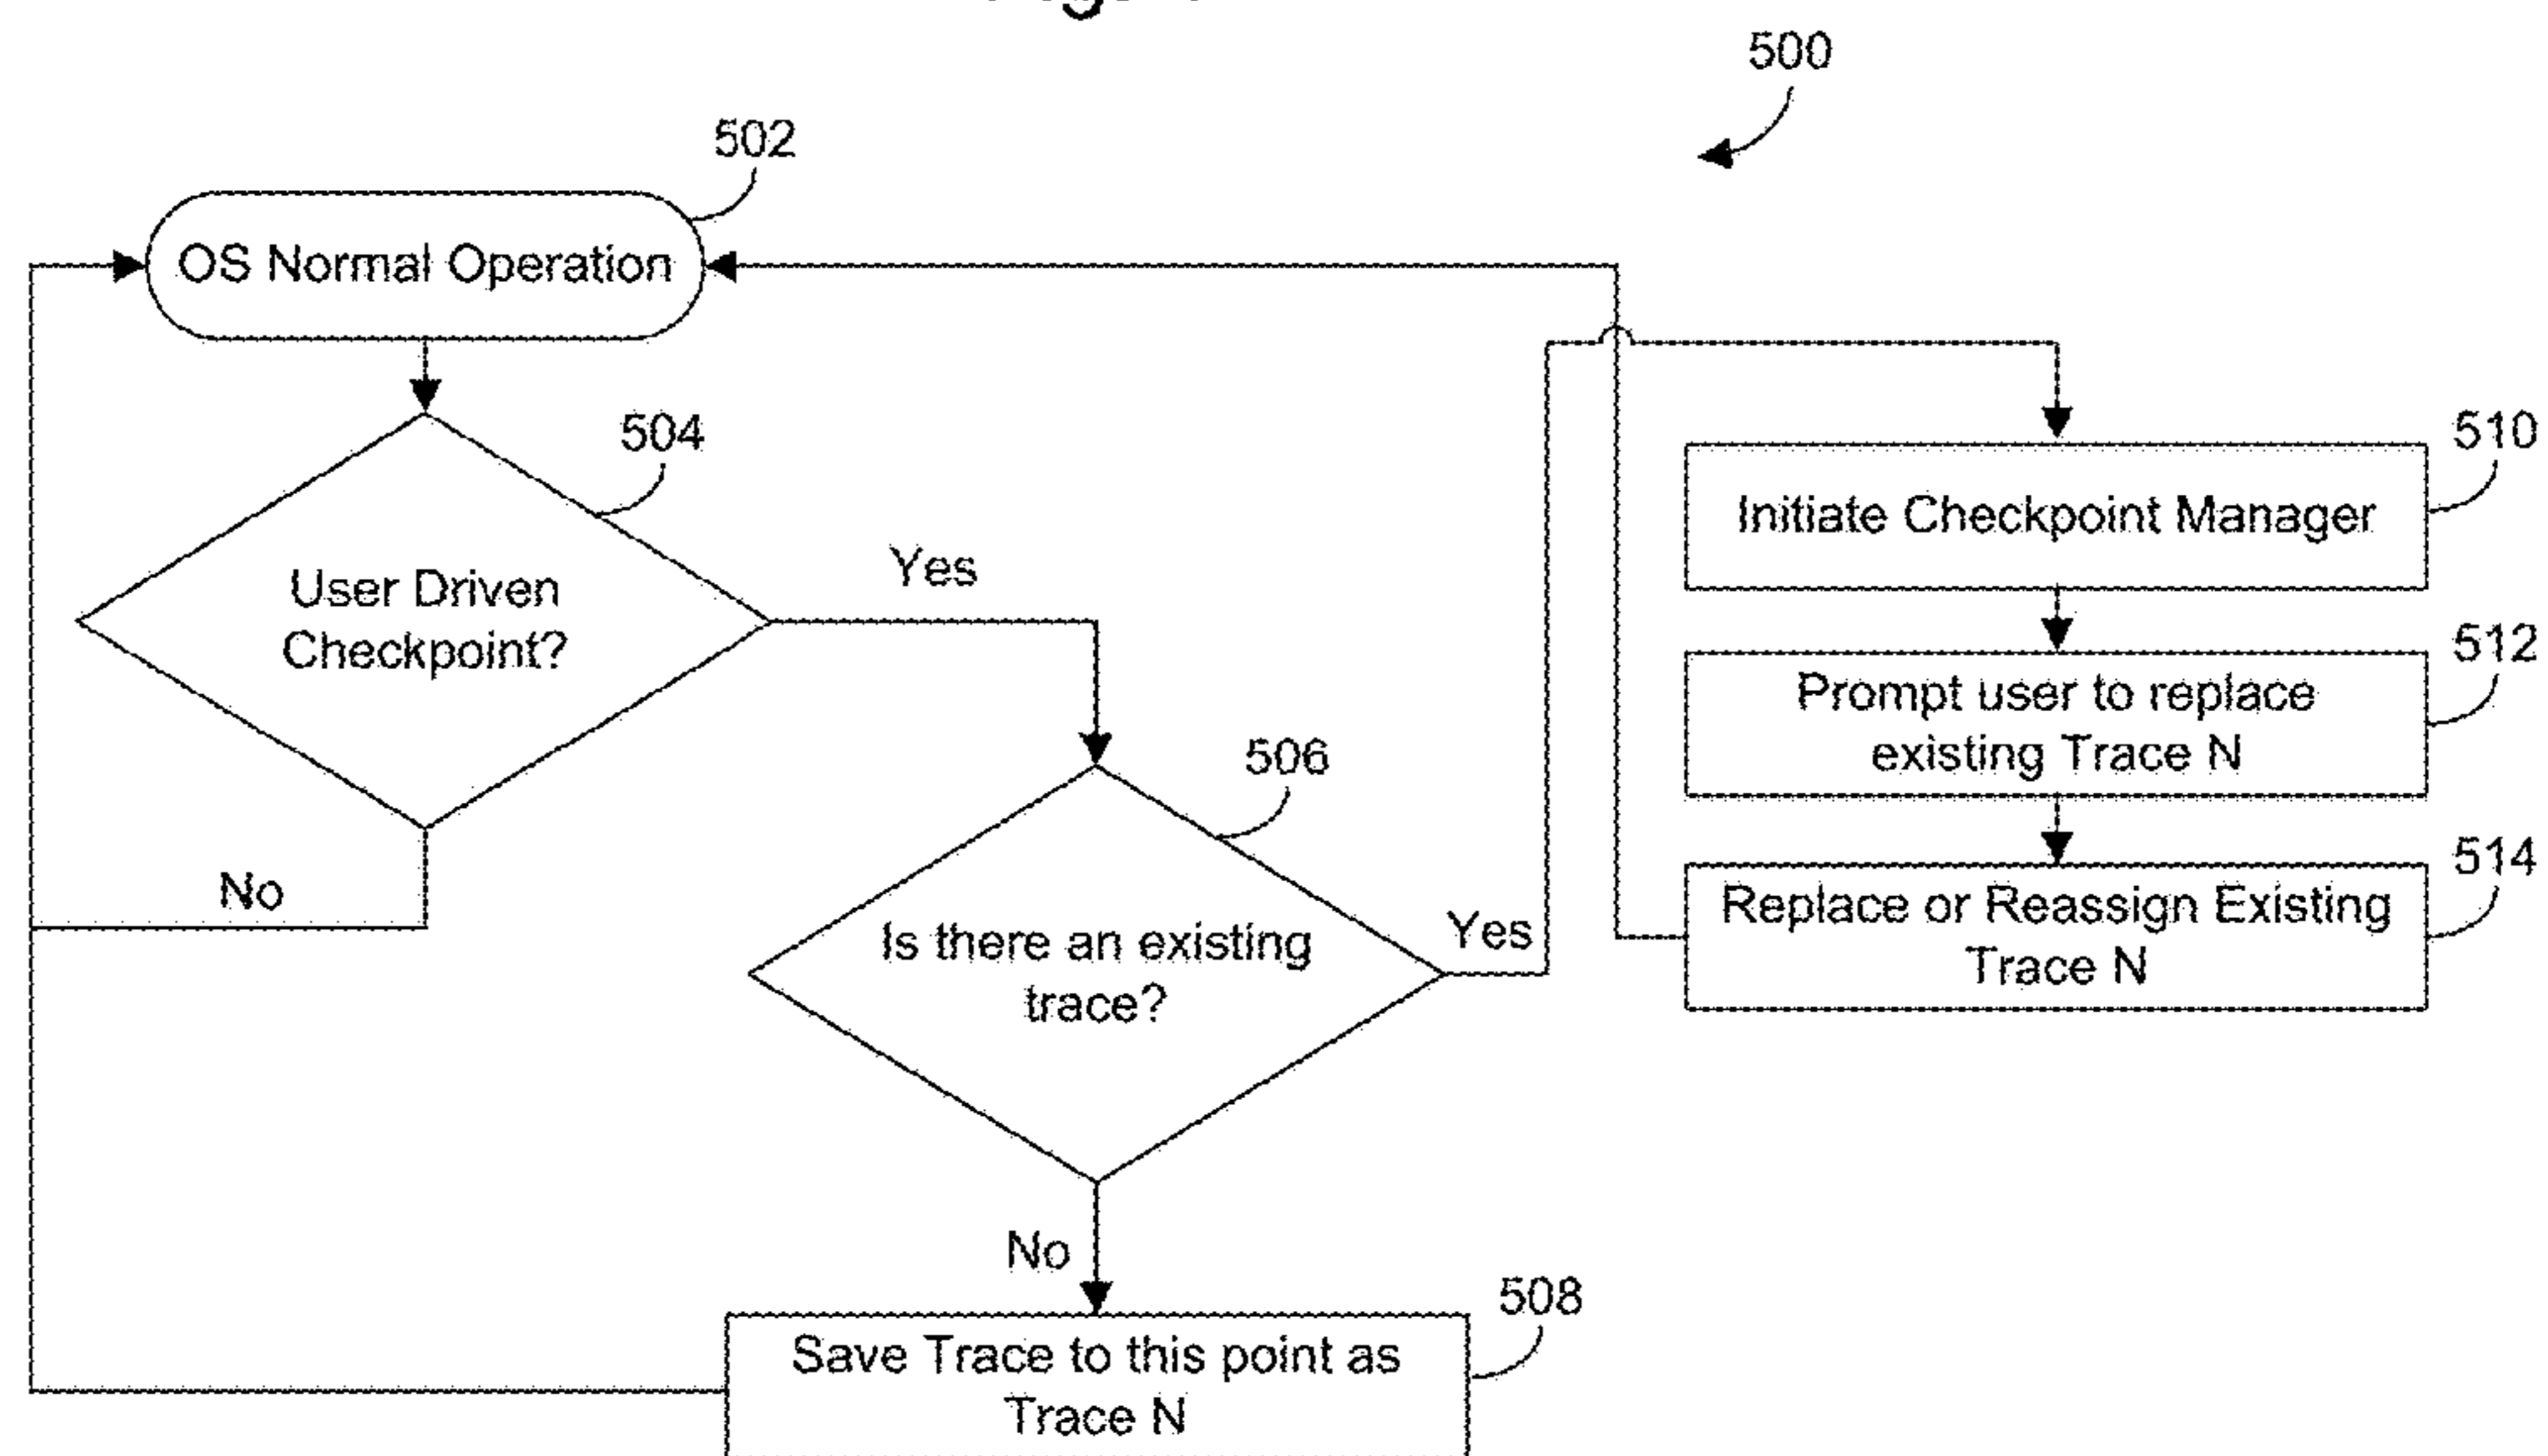 500
502
OS Normal Operation
504
User Driven
Checkpoint?
Yes
No
506
Is there an existing
trace?
Yes
No
508
Save Trace to this point as
Trace N
510
Initiate Checkpoint Manager
512
Prompt user to replace
existing Trace N
514
Replace or Reassign Existing
Trace N